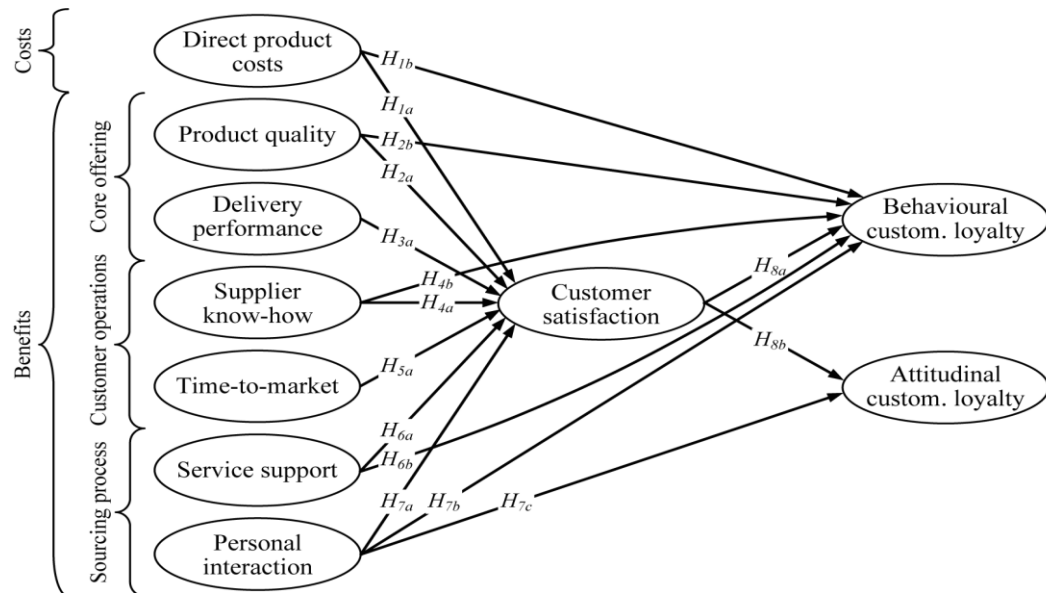 Costs
Benefits
Core offering
Customer operations
Sourcing process
Direct product
costs
Product quality
Delivery
performance
Supplier
know-how
Time-to-market
Service support
Personal
interaction
H1b
H1a
H2b
H2a
H3a
H4b
H4a
H5a
H6a
H6b
H7a
H7b
H7c
Customer
satisfaction
H8a
H8b
Behavioural
custom. loyalty
Attitudinal
custom. loyalty